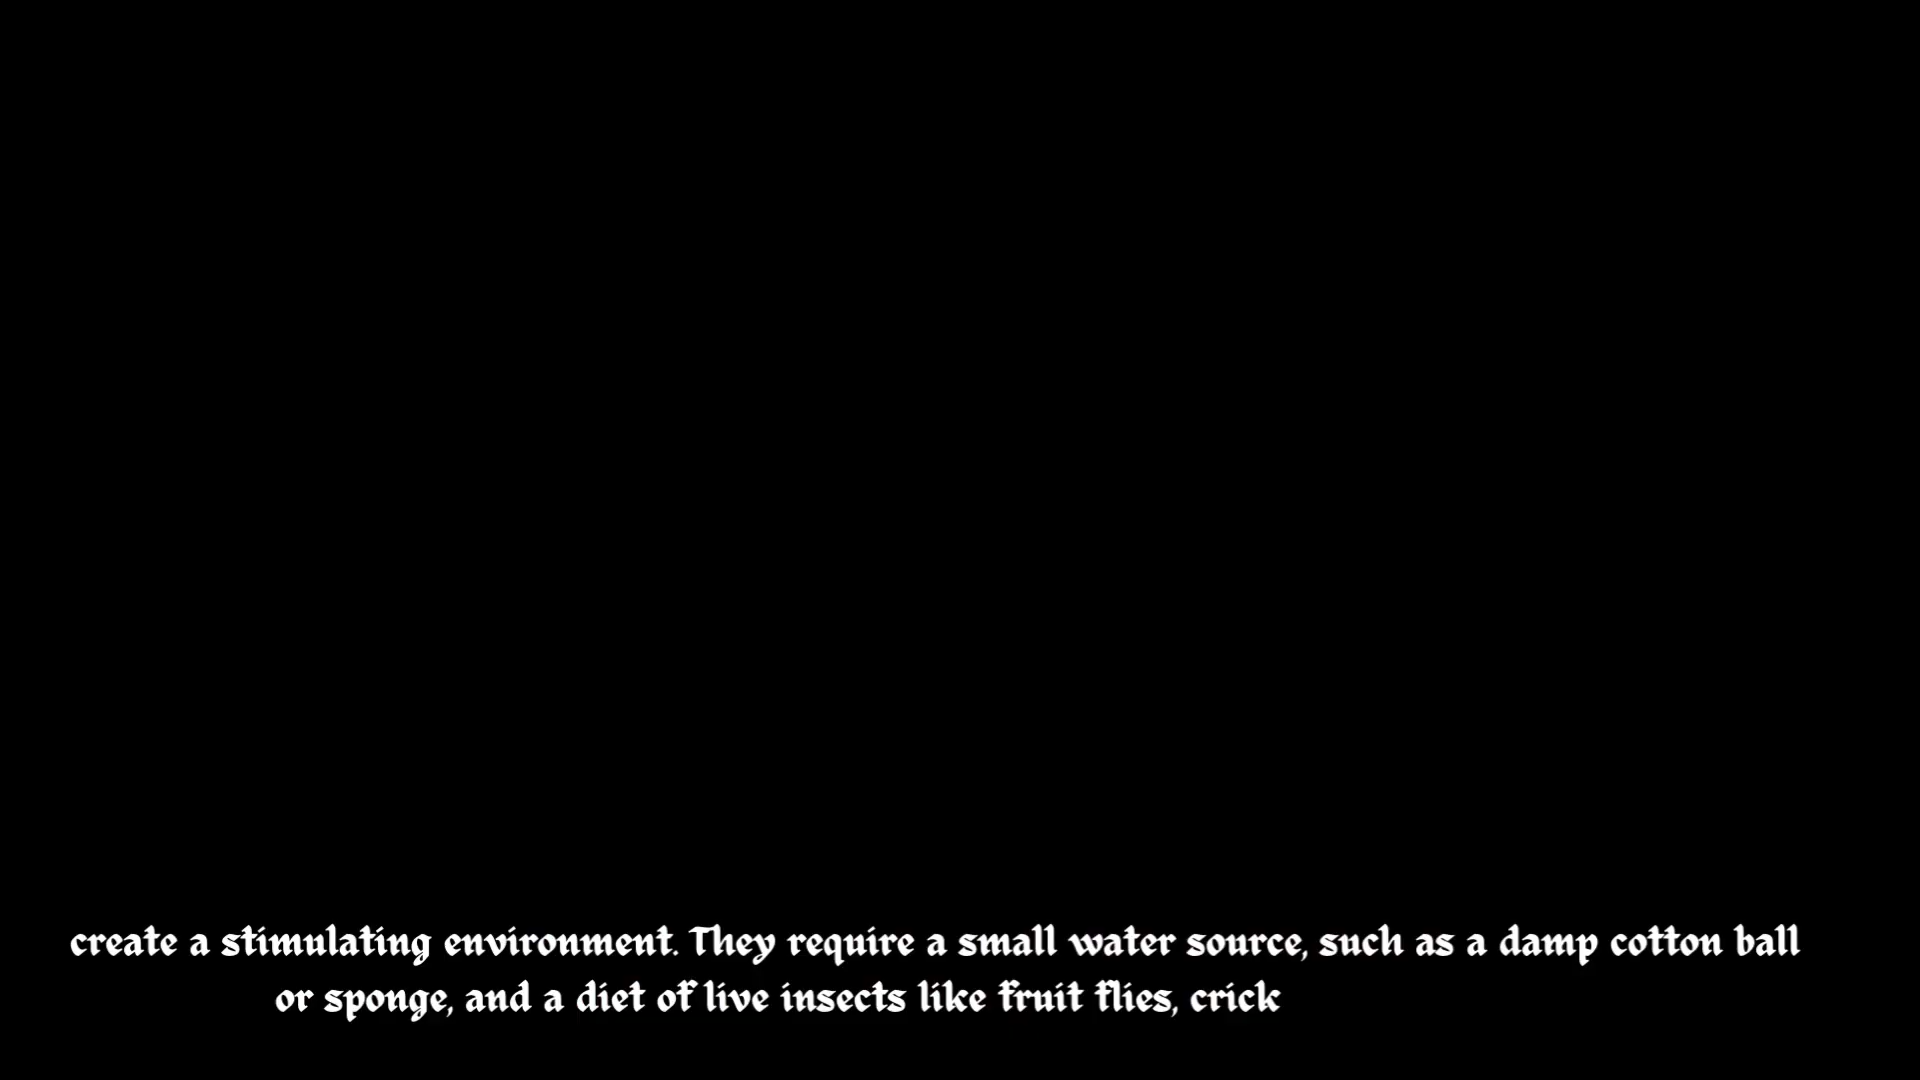 create a stimulating environment. They require a small water source, such as a damp cotton ball
or sponge, and a diet of live insects like fruit flies, crick